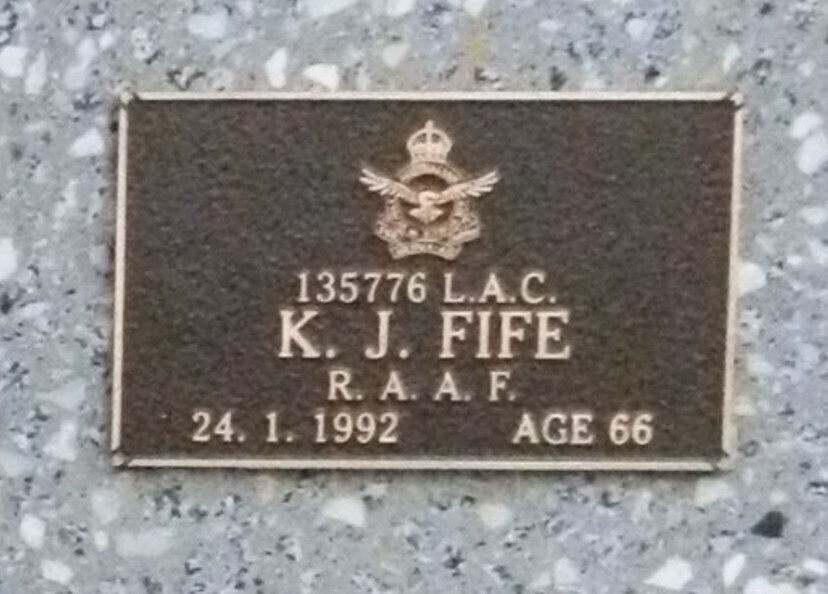 135776 L.A.C.
K. J. FIFE
R. A. A. F.
24. 1. 1992 AGE 66